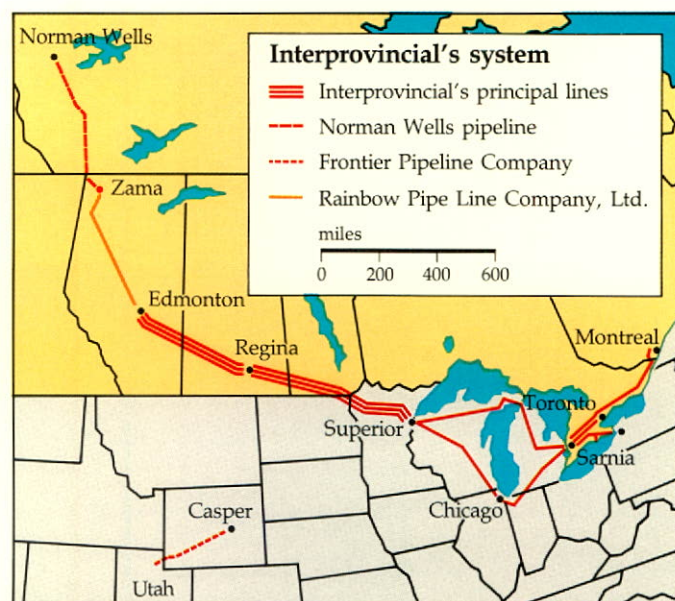 Norman Wells
Interprovincial's system
Interprovincial's principal lines
Norman Wells pipeline
Frontier Pipeline Company
Rainbow Pipe Line Company, Ltd.
miles
0 200 400 600
Zama
Edmonton
Regina
Montreal
Toronto
Superior
Sarnia
Chicago
Casper
Utah